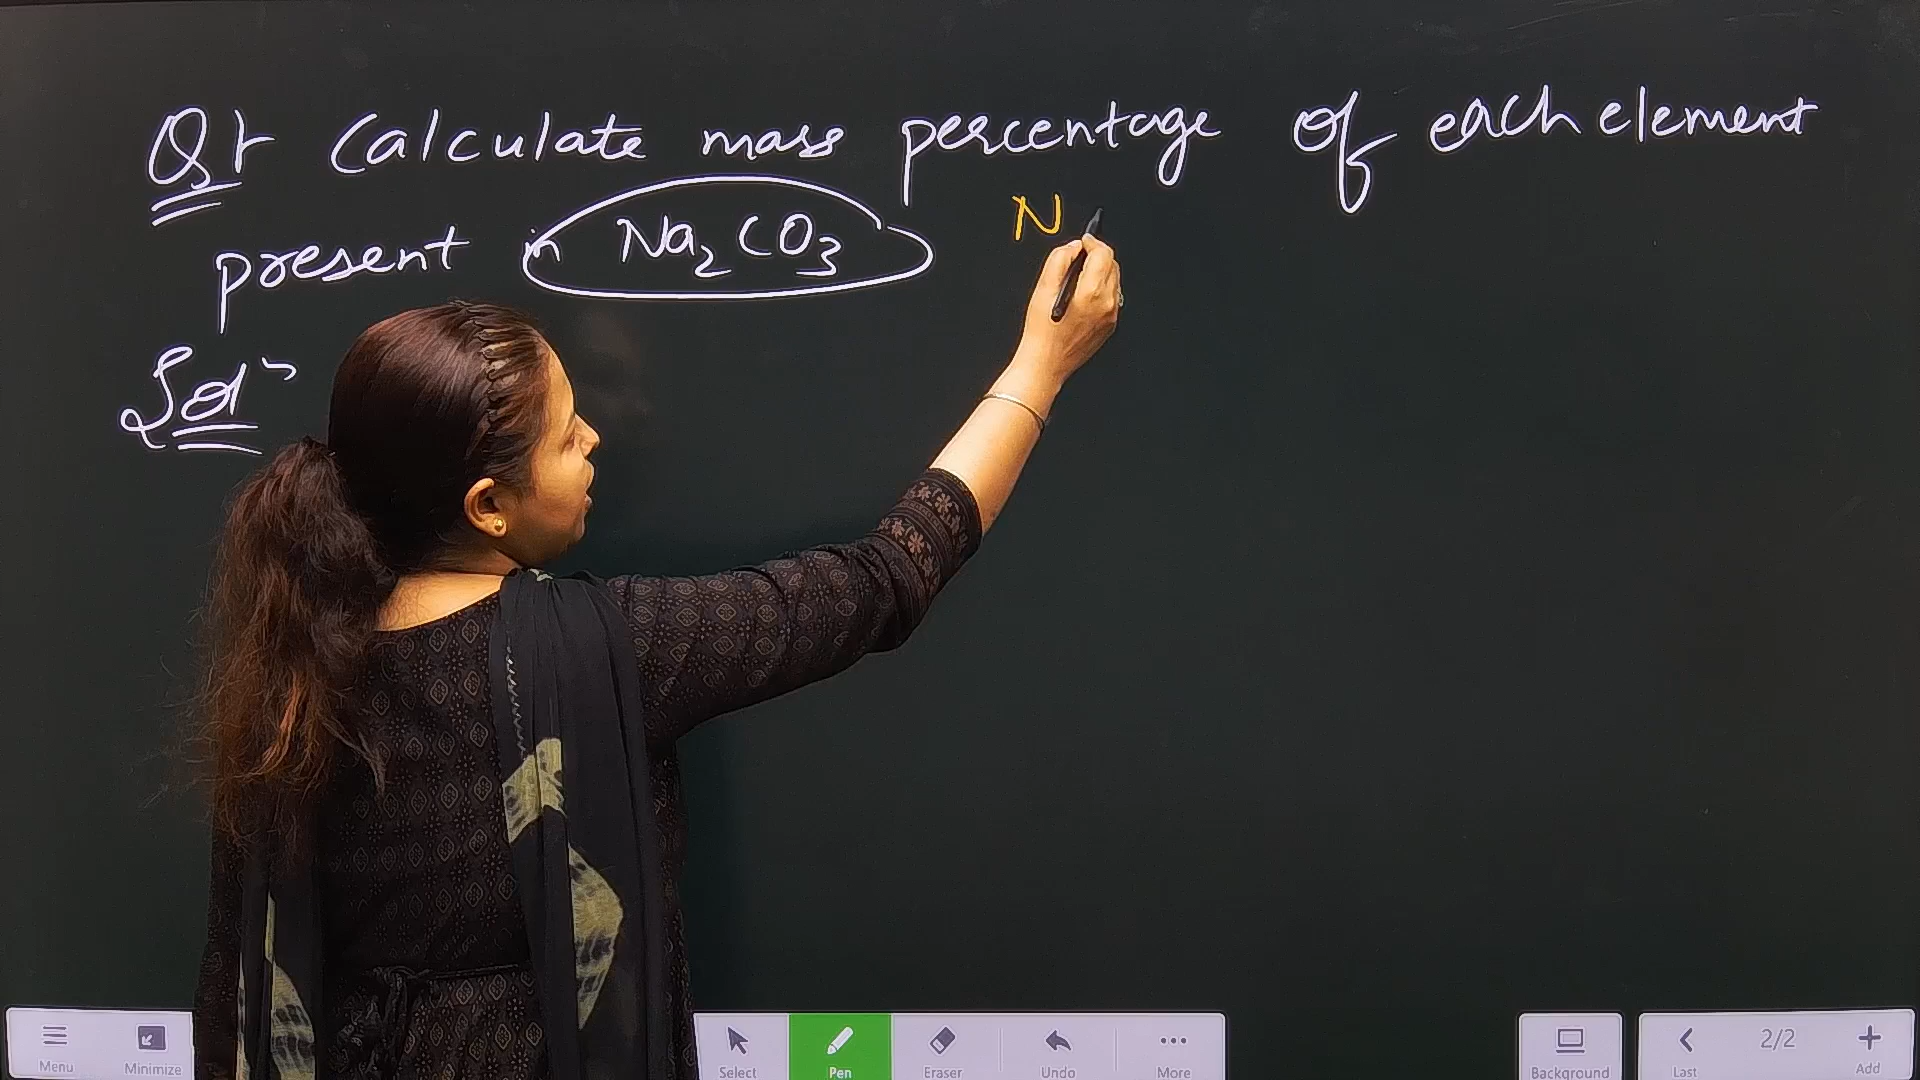 Q1 Calculate mass percentage of each element
present in Na₂CO₃ N
Solⁿ
Menu Minimize Select Pen Eraser Undo More Background Last 2/2 Add